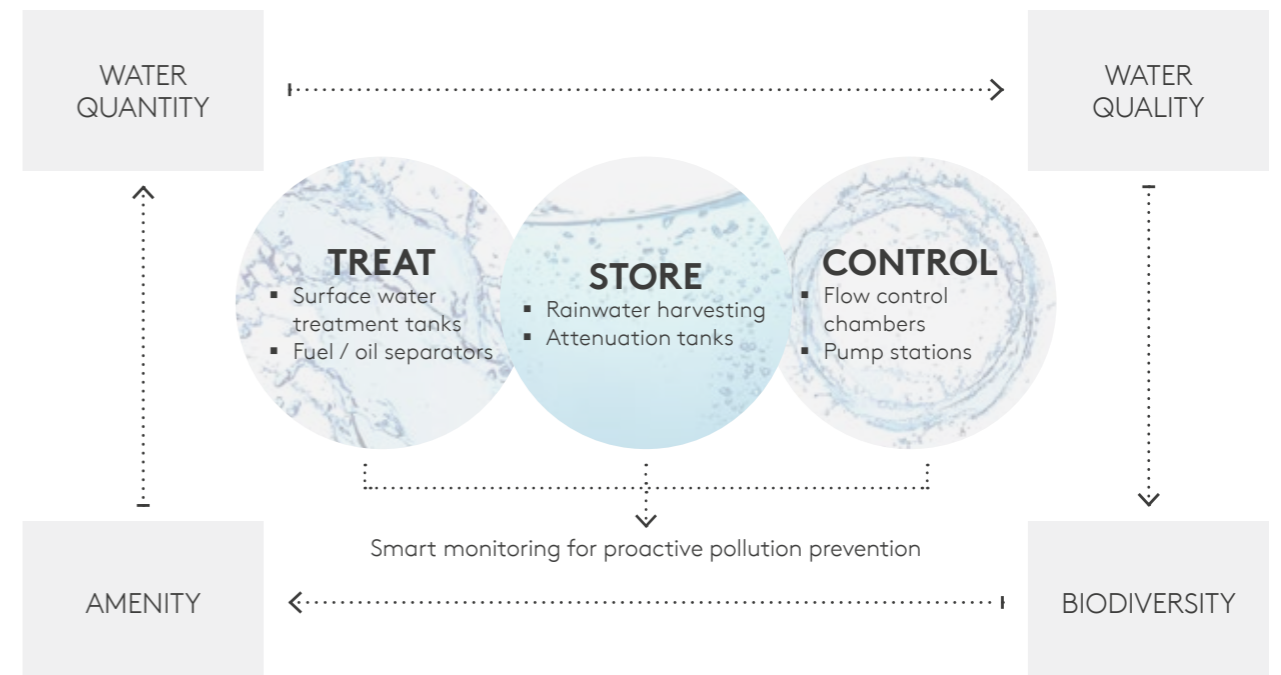 WATER
QUANTITY
WATER
QUALITY
TREAT
▪ Surface water
treatment tanks
▪ Fuel / oil separators
STORE
▪ Rainwater harvesting
▪ Attenuation tanks
CONTROL
▪ Flow control
chambers
▪ Pump stations
Smart monitoring for proactive pollution prevention
AMENITY
BIODIVERSITY